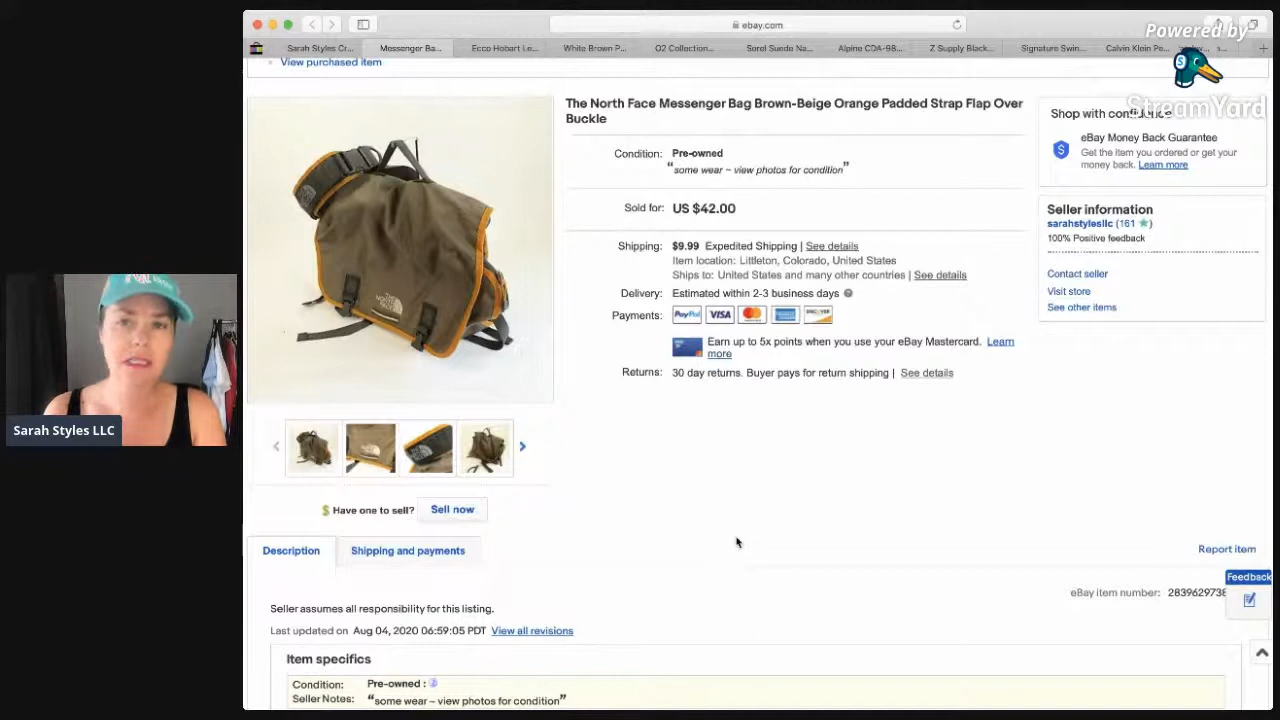 Powered by
StreamYard
ebay.com
Sarah Styles Cr...
Messenger Ba...
Ecco Hobart Le...
White Brown P...
O2 Collection...
Sorel Suede Na...
Alpine CDA-98...
Z Supply Black...
Signature Swin...
Calvin Klein Pe...
View purchased item
The North Face Messenger Bag Brown-Beige Orange Padded Strap Flap Over
Buckle
Condition: Pre-owned
“some wear ~ view photos for condition”
Sold for: US $42.00
Shipping: $9.99 Expedited Shipping | See details
Item location: Littleton, Colorado, United States
Ships to: United States and many other countries | See details
Delivery: Estimated within 2-3 business days
Payments: PayPal VISA
Earn up to 5x points when you use your eBay Mastercard. Learn
more
Returns: 30 day returns. Buyer pays for return shipping | See details
Shop with confidence
eBay Money Back Guarantee
Get the item you ordered or get your
money back. Learn more
Seller information
sarahstylesllc (161 ★)
100% Positive feedback
Contact seller
Visit store
See other items
Sarah Styles LLC
$ Have one to sell? Sell now
Description
Shipping and payments
Report item
Feedback
eBay item number: 2839629738
Seller assumes all responsibility for this listing.
Last updated on Aug 04, 2020 06:59:05 PDT View all revisions
Item specifics
Condition: Pre-owned :
Seller Notes: “some wear ~ view photos for condition”